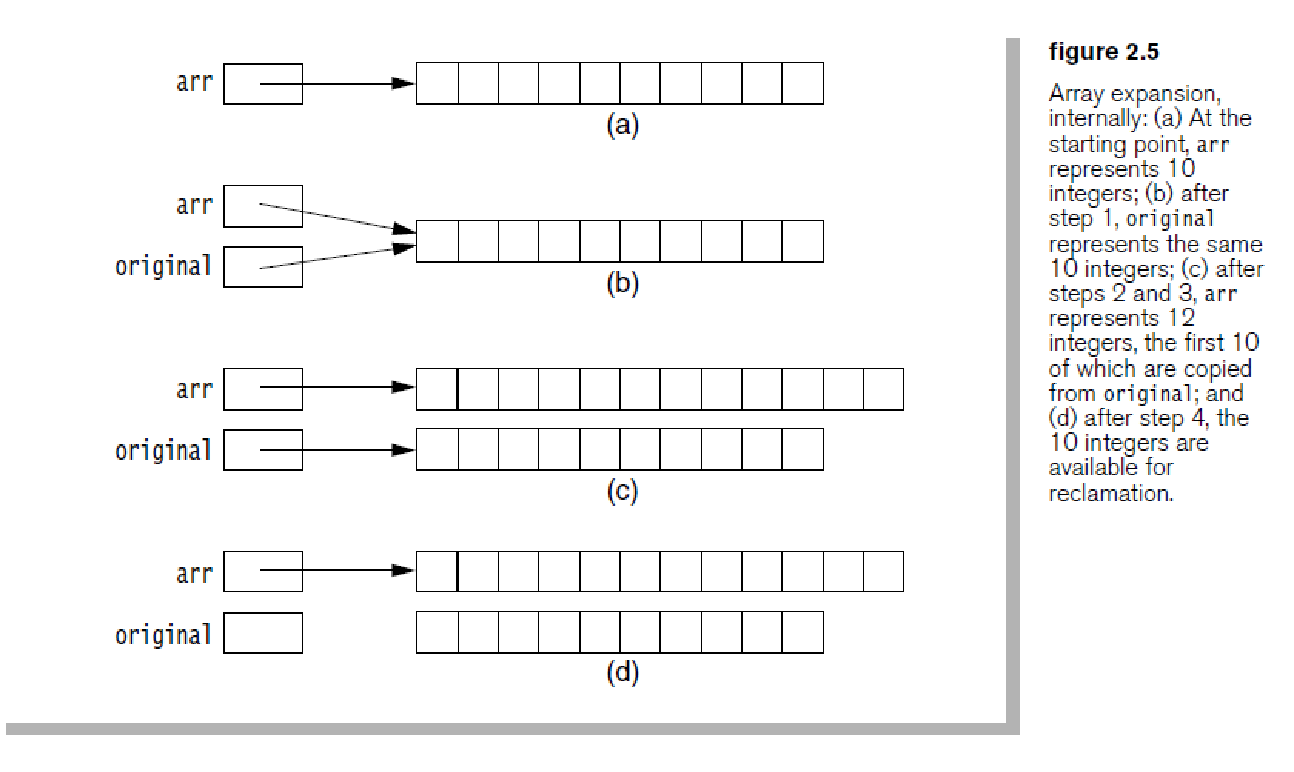 arr
(a)
arr
original
(b)
arr
original
(c)
arr
original
(d)
figure 2.5
Array expansion,
internally: (a) At the
starting point, arr
represents 10
integers; (b) after
step 1, original
represents the same
10 integers; (c) after
steps 2 and 3, arr
represents 12
integers, the first 10
of which are copied
from original; and
(d) after step 4, the
10 integers are
available for
reclamation.